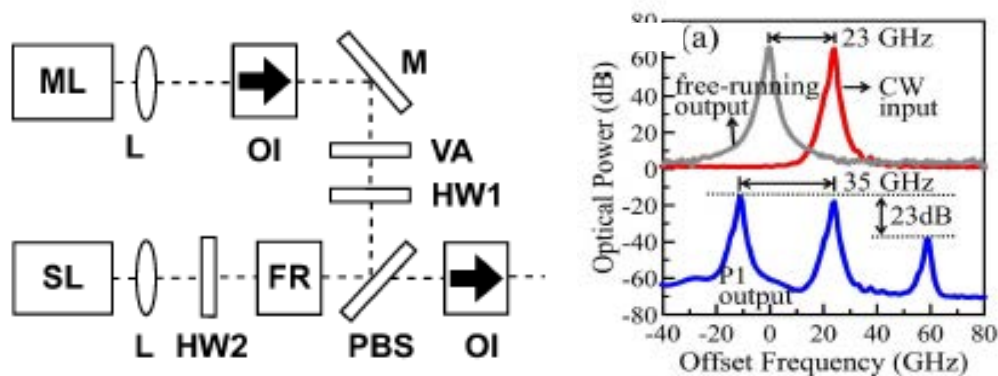 ML
L
OI
M
VA
HW1
SL
L
HW2
FR
PBS
OI
(a)
23 GHz
free-running
output
CW
input
35 GHz
23dB
P1
output
Optical Power (dB)
80
60
40
20
0
-20
-40
-60
-80
-40 -20 0 20 40 60 80
Offset Frequency (GHz)